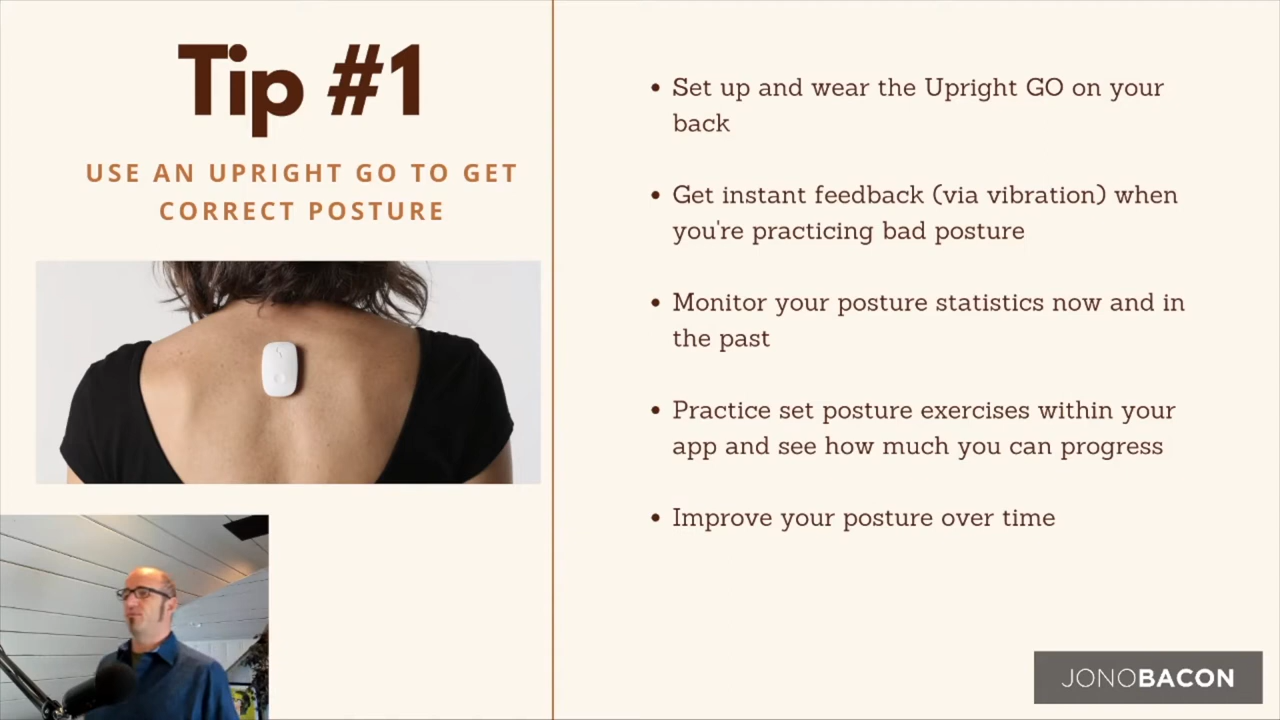 Tip #1
USE AN UPRIGHT GO TO GET
CORRECT POSTURE
• Set up and wear the Upright GO on your
back
• Get instant feedback (via vibration) when
you're practicing bad posture
• Monitor your posture statistics now and in
the past
• Practice set posture exercises within your
app and see how much you can progress
• Improve your posture over time
JONOBACON